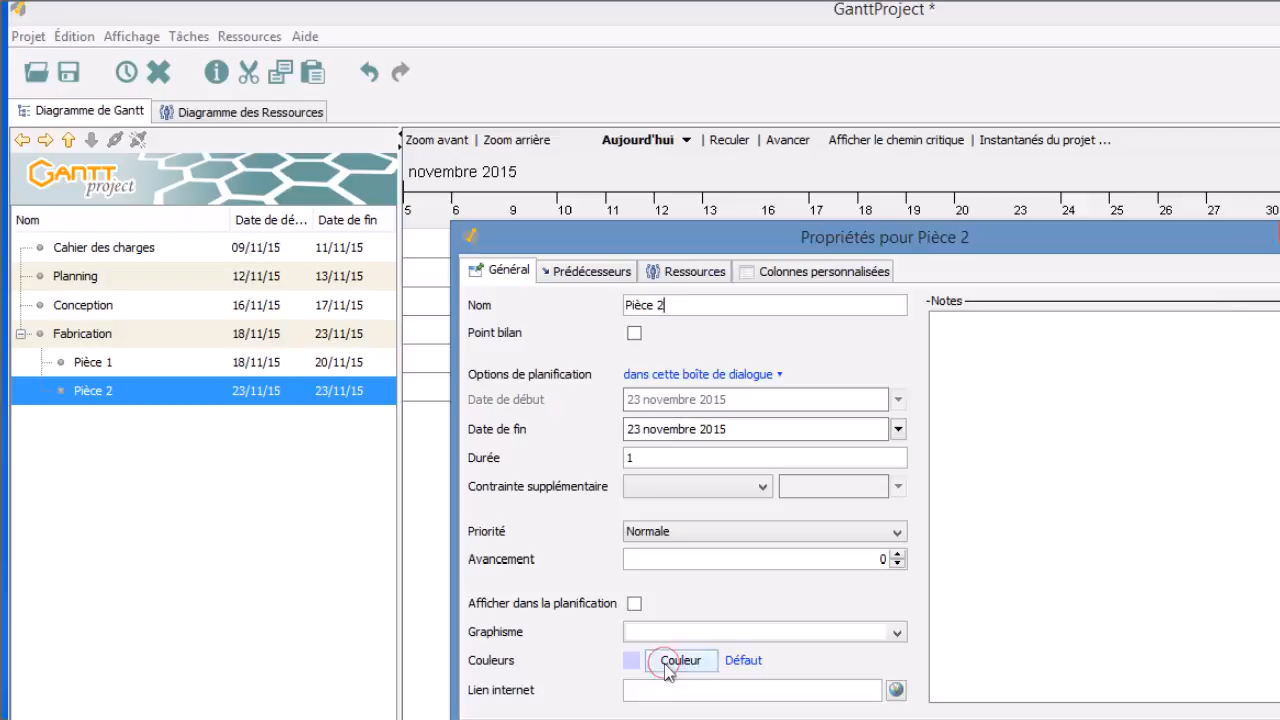 GanttProject *
Projet Édition Affichage Tâches Ressources Aide
Diagramme de Gantt Diagramme des Ressources
Zoom avant | Zoom arrière Aujourd'hui | Reculer | Avancer Afficher le chemin critique | Instantanés du projet ...
GANTT project
novembre 2015
5 6 9 10 11 12 13 16 17 18 19 20 23 24 25 26 27 30
Nom Date de dé... Date de fin
Cahier des charges 09/11/15 11/11/15
Planning 12/11/15 13/11/15
Conception 16/11/15 17/11/15
Fabrication 18/11/15 23/11/15
Pièce 1 18/11/15 20/11/15
Pièce 2 23/11/15 23/11/15
Propriétés pour Pièce 2
Général Prédécesseurs Ressources Colonnes personnalisées
Nom Pièce 2
Point bilan
Options de planification dans cette boîte de dialogue
Date de début 23 novembre 2015
Date de fin 23 novembre 2015
Durée 1
Contrainte supplémentaire
Priorité Normale
Avancement 0
Afficher dans la planification
Graphisme
Couleurs Couleur Défaut
Lien internet
Notes